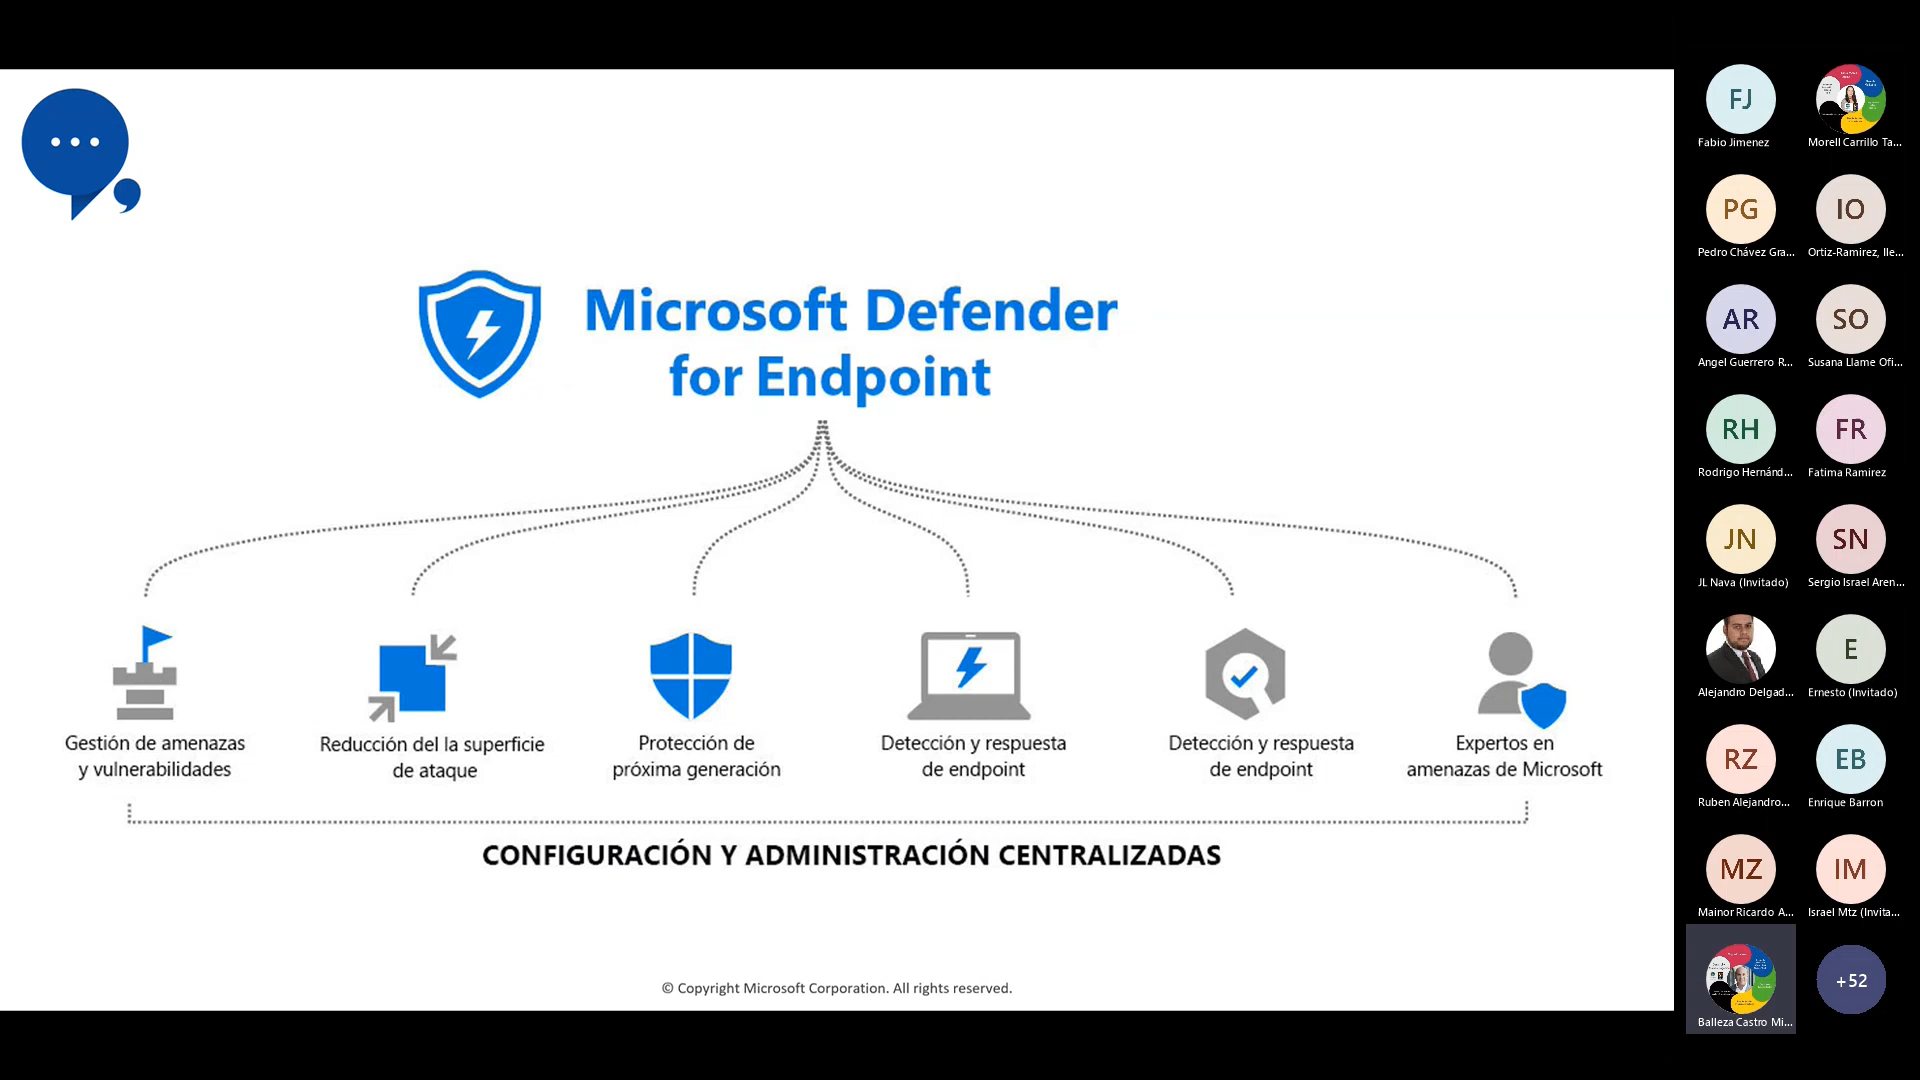 Microsoft Defender
for Endpoint
Gestión de amenazas
y vulnerabilidades
Reducción del la superficie
de ataque
Protección de
próxima generación
Detección y respuesta
de endpoint
Detección y respuesta
de endpoint
Expertos en
amenazas de Microsoft
CONFIGURACIÓN Y ADMINISTRACIÓN CENTRALIZADAS
© Copyright Microsoft Corporation. All rights reserved.
FJ
Fabio Jimenez
Morell Carrillo Ta...
PG
Pedro Chávez Gra...
IO
Ortiz-Ramirez, Ile...
AR
Angel Guerrero R...
SO
Susana Llame Ofi...
RH
Rodrigo Hernánd...
FR
Fatima Ramirez
JN
JL Nava (Invitado)
SN
Sergio Israel Aren...
Alejandro Delgad...
E
Ernesto (Invitado)
RZ
Ruben Alejandro...
EB
Enrique Barron
MZ
Mainor Ricardo A...
IM
Israel Mtz (Invita...
Balleza Castro Mi...
+52